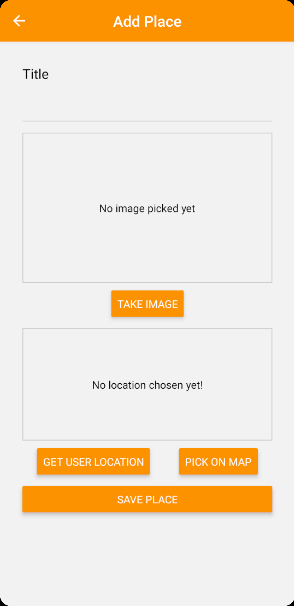 Add Place
Title
No image picked yet
TAKE IMAGE
No location chosen yet!
GET USER LOCATION PICK ON MAP
SAVE PLACE